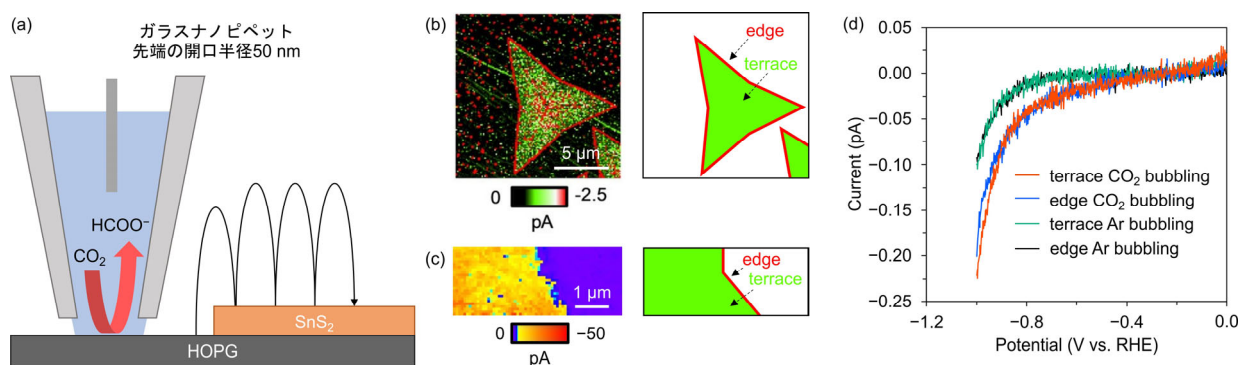 (a)
ガラスナノピペット
先端の開口半径50 nm
HCOO⁻
CO₂
SnS₂
HOPG
(b)
5 μm
0
-2.5
pA
edge
terrace
(c)
1 μm
0
−50
pA
edge
terrace
(d)
Current (pA)
0.00
−0.05
−0.10
−0.15
−0.20
−0.25
terrace CO₂ bubbling
edge CO₂ bubbling
terrace Ar bubbling
edge Ar bubbling
−1.2
−0.8
−0.4
0.0
Potential (V vs. RHE)